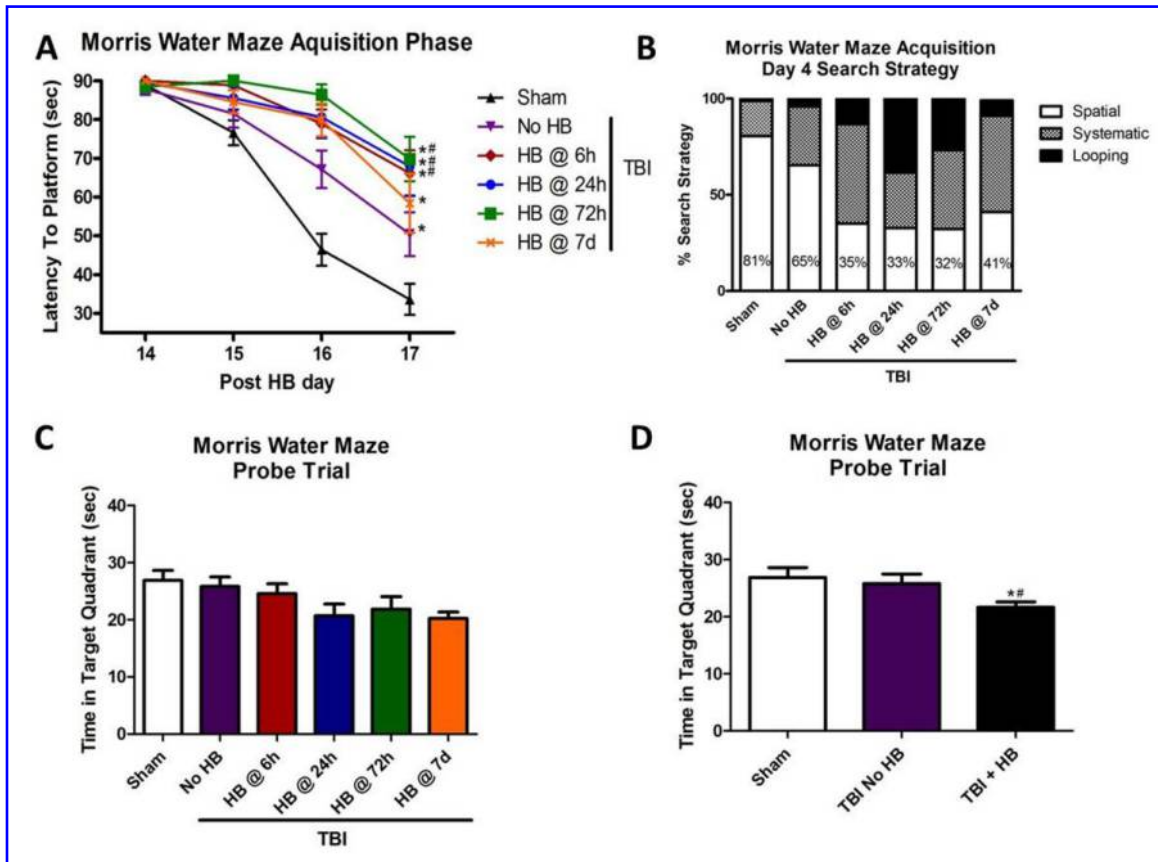 A
Morris Water Maze Aquisition Phase
Latency To Platform (sec)
90
80
70
60
50
40
30
14
15
16
17
Post HB day
*#
*#
*#
*
*
Sham
No HB
HB @ 6h
HB @ 24h
HB @ 72h
HB @ 7d
TBI
B
Morris Water Maze Acquisition
Day 4 Search Strategy
% Search Strategy
100
50
0
81%
65%
35%
33%
32%
41%
Sham
No HB
HB @ 6h
HB @ 24h
HB @ 72h
HB @ 7d
TBI
Spatial
Systematic
Looping
C
Morris Water Maze
Probe Trial
Time in Target Quadrant (sec)
40
30
20
10
0
Sham
No HB
HB @ 6h
HB @ 24h
HB @ 72h
HB @ 7d
TBI
D
Morris Water Maze
Probe Trial
Time in Target Quadrant (sec)
40
30
20
10
0
*#
Sham
TBI No HB
TBI + HB